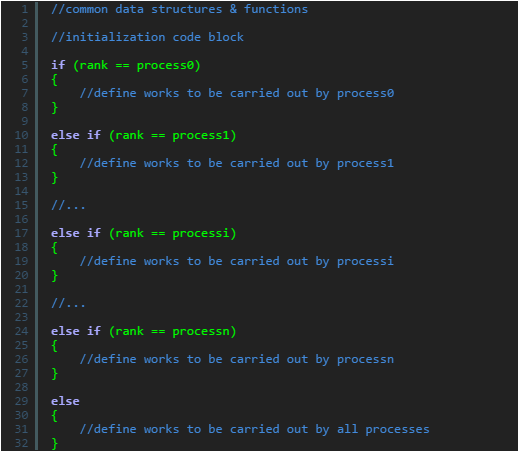 1 //common data structures & functions
2
3 //initialization code block
4
5 if (rank == process0)
6 {
7 //define works to be carried out by process0
8 }
9
10 else if (rank == process1)
11 {
12 //define works to be carried out by process1
13 }
14
15 //...
16
17 else if (rank == processi)
18 {
19 //define works to be carried out by processi
20 }
21
22 //...
23
24 else if (rank == processn)
25 {
26 //define works to be carried out by processn
27 }
28
29 else
30 {
31 //define works to be carried out by all processes
32 }